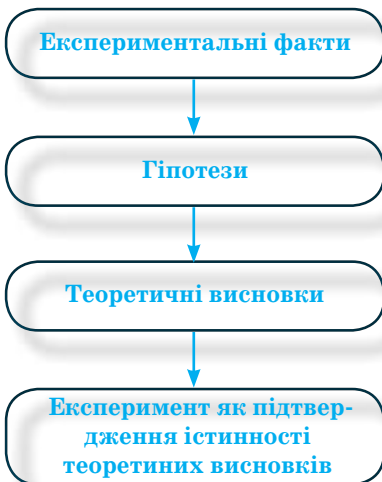 Експериментальні факти
Гіпотези
Теоретичні висновки
Експеримент як підтвер-
дження істинності
теоретиних висновків